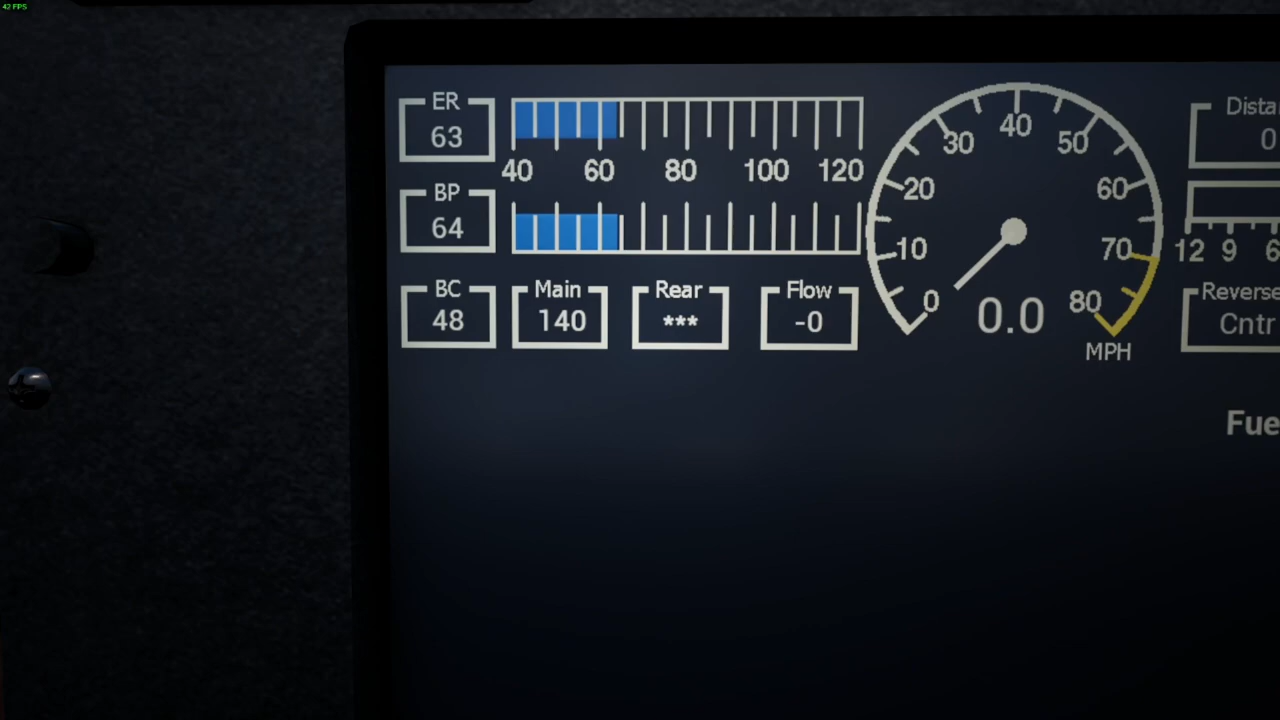 42 FPS
ER
63
40 60 80 100 120
BP
64
BC
48
Main
140
Rear
***
Flow
-0
0 10 20 30 40 50 60 70 80
0.0
MPH
Dista
0
12 9 6
Reverse
Cntr
Fue